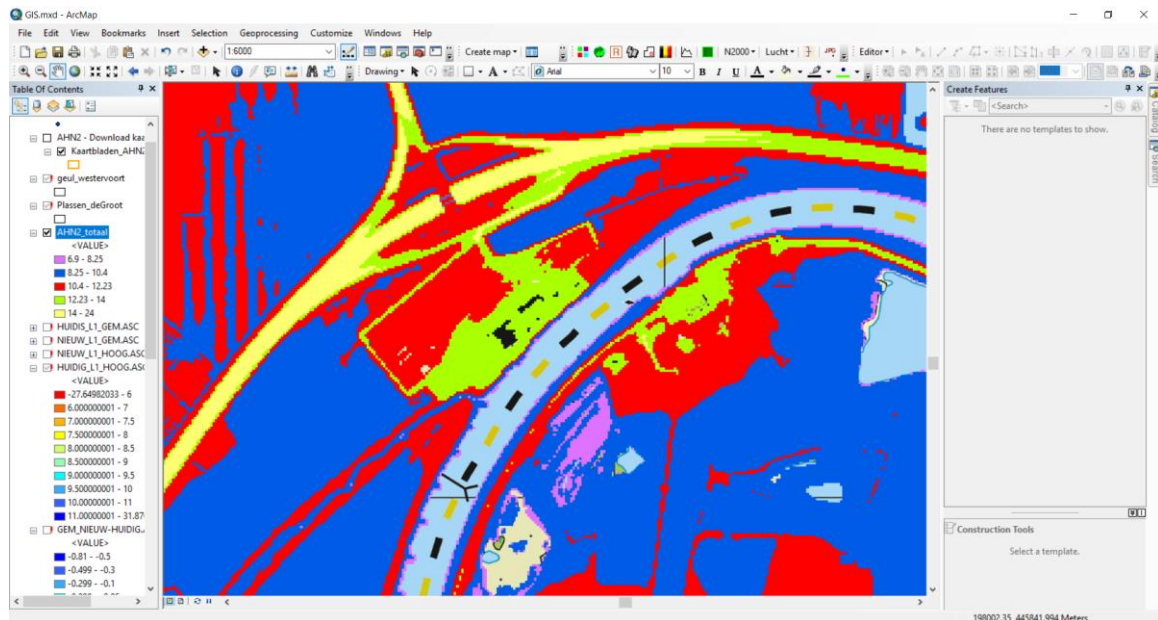 GIS.mxd - ArcMap
File Edit View Bookmarks Insert Selection Geoprocessing Customize Windows Help
1:6000 Create map N2000 Lucht JPG Editor
Drawing A Arial 10 B I U A
Table Of Contents
AHN2 - Download kaa
Kaartbladen_AHN2
geul_westervoort
Plassen_deGroot
AHN2_totaal
<VALUE>
6.9 - 8.25
8.25 - 10.4
10.4 - 12.23
12.23 - 14
14 - 24
HUIDIS_L1_GEM.ASC
NIEUW_L1_GEM.ASC
NIEUW_L1_HOOG.ASC
HUIDIG_L1_HOOG.ASC
<VALUE>
-27.64982033 - 6
6.000000001 - 7
7.000000001 - 7.5
7.500000001 - 8
8.000000001 - 8.5
8.500000001 - 9
9.000000001 - 9.5
9.500000001 - 10
10.00000001 - 11
11.00000001 - 31.87
GEM_NIEUW-HUIDIG.
<VALUE>
-0.81 - -0.5
-0.499 - -0.3
-0.299 - -0.1
Create Features
<Search>
There are no templates to show.
Construction Tools
Select a template.
Catalog
Search
198002.35 445841.994 Meters